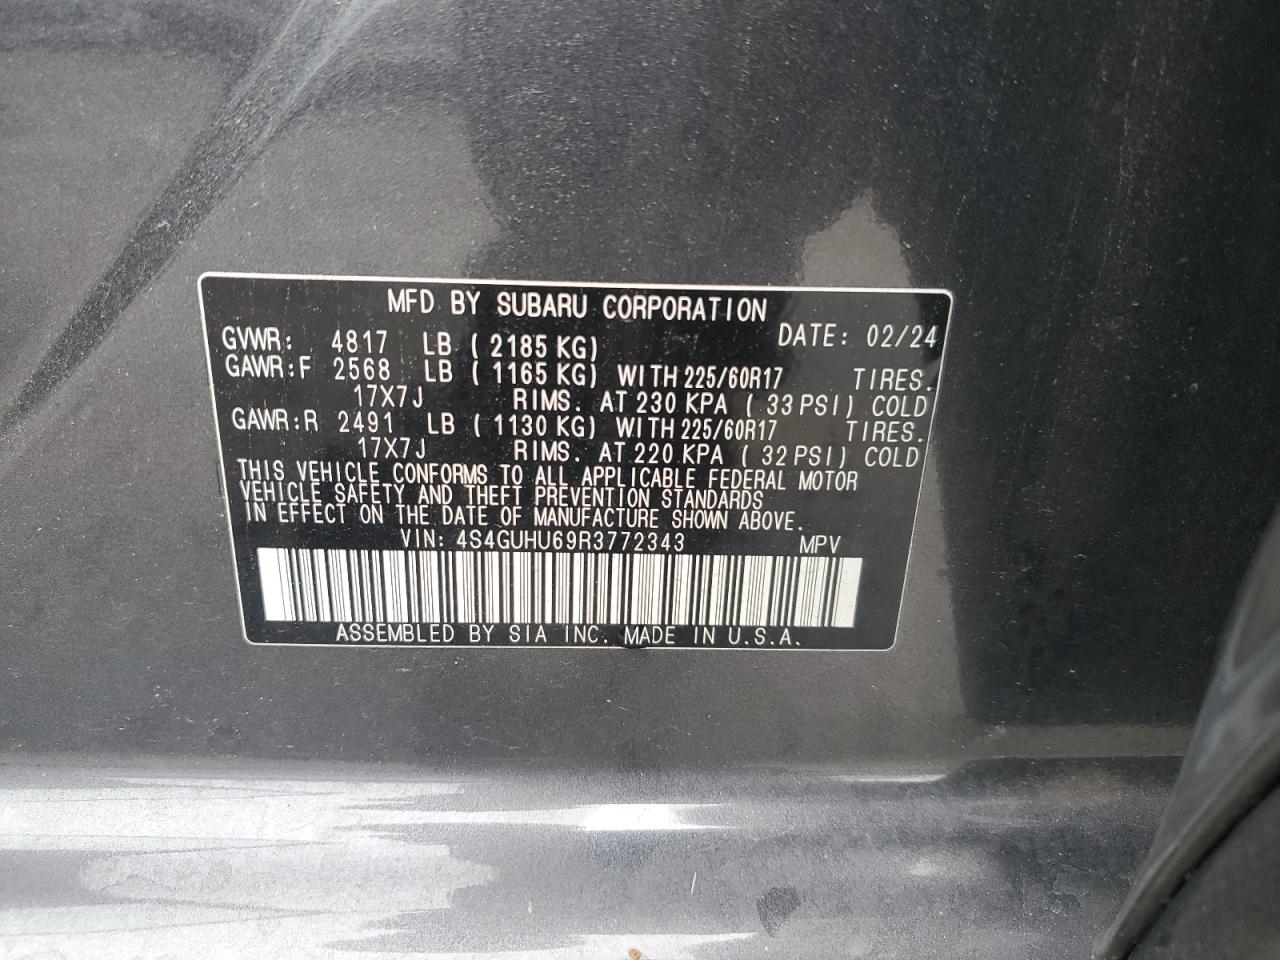 MFD BY SUBARU CORPORATION
GVWR: 4817 LB ( 2185 KG) DATE: 02/24
GAWR:F 2568 LB ( 1165 KG) WITH 225/60R17 TIRES.
17X7J RIMS. AT 230 KPA ( 33 PSI) COLD
GAWR:R 2491 LB ( 1130 KG) WITH 225/60R17 TIRES.
17X7J RIMS. AT 220 KPA ( 32 PSI) COLD
THIS VEHICLE CONFORMS TO ALL APPLICABLE FEDERAL MOTOR
VEHICLE SAFETY AND THEFT PREVENTION STANDARDS
IN EFFECT ON THE DATE OF MANUFACTURE SHOWN ABOVE.
VIN: 4S4GUHU69R3772343 MPV
ASSEMBLED BY SIA INC. MADE IN U.S.A.